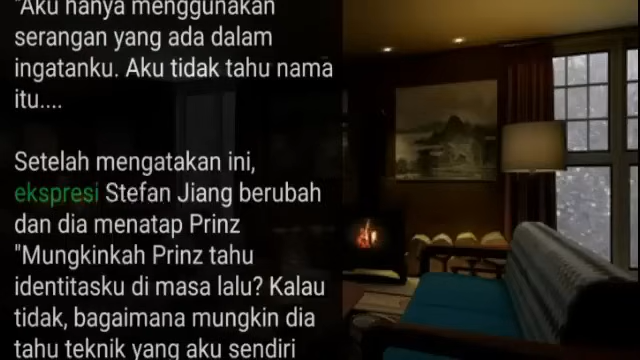 "Aku hanya menggunakan
serangan yang ada dalam
ingatanku. Aku tidak tahu nama
itu....
Setelah mengatakan ini,
ekspresi Stefan Jiang berubah
dan dia menatap Prinz
"Mungkinkah Prinz tahu
identitasku di masa lalu? Kalau
tidak, bagaimana mungkin dia
tahu teknik yang aku sendiri